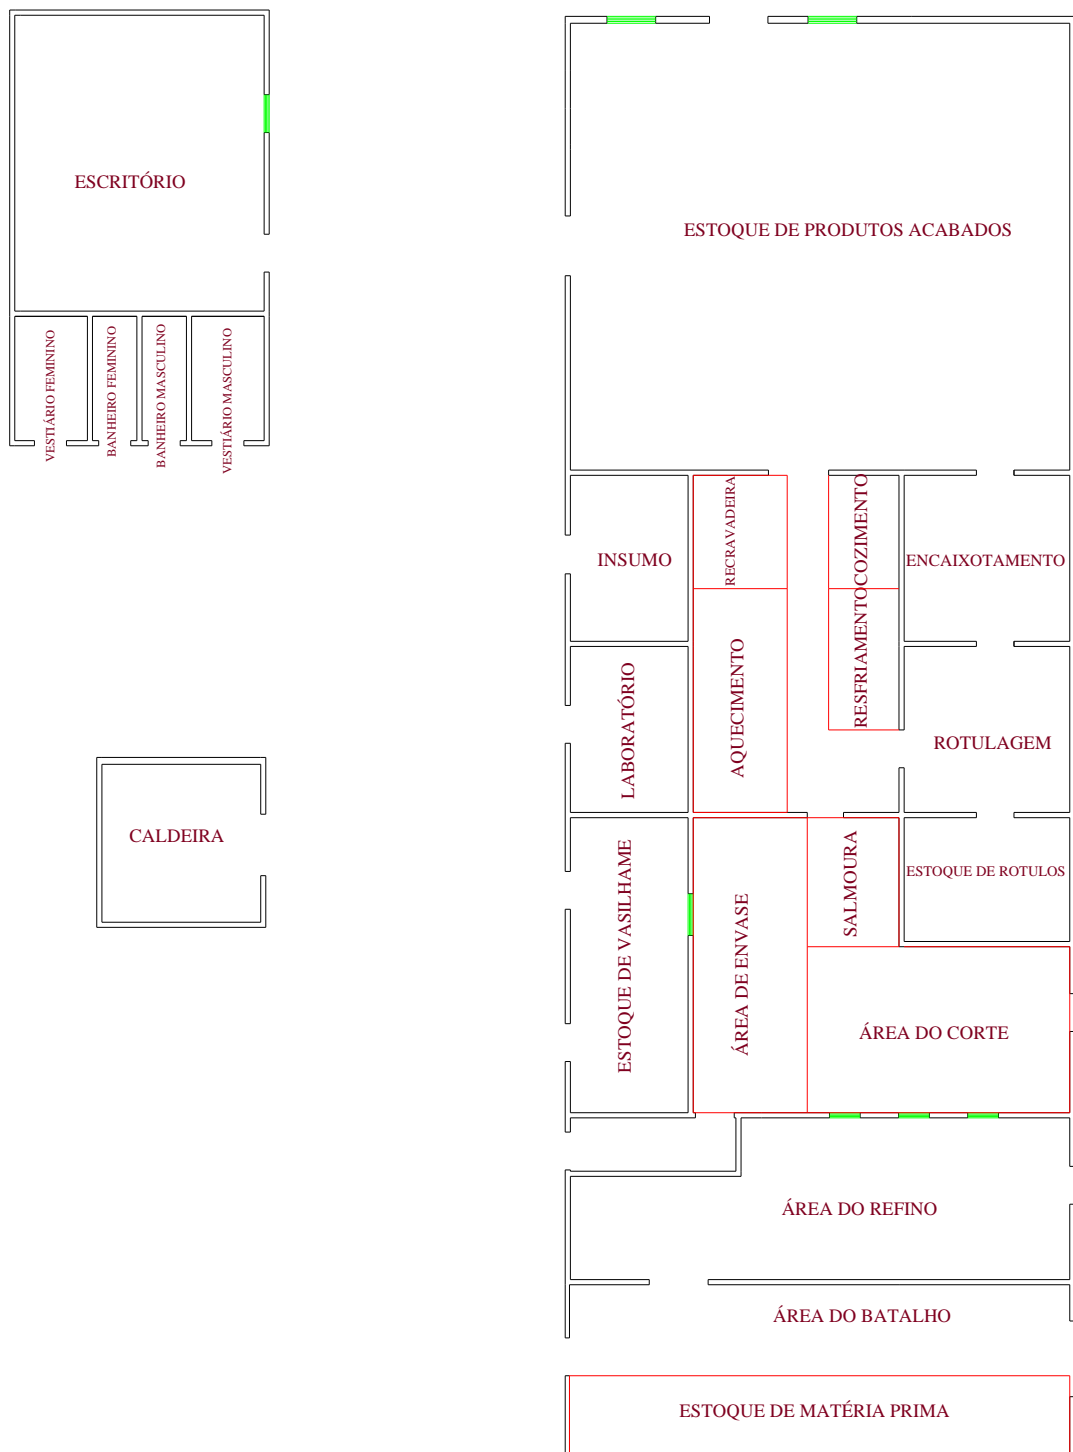 ESCRITÓRIO
VESTIÁRIO FEMININO
BANHEIRO FEMININO
BANHEIRO MASCULINO
VESTIÁRIO MASCULINO
CALDEIRA
ESTOQUE DE PRODUTOS ACABADOS
INSUMO
RECRAVADEIRA
COZIMENTO
ENCAIXOTAMENTO
LABORATÓRIO
AQUECIMENTO
RESFRIAMENTO
ROTULAGEM
ESTOQUE DE VASILHAME
ÁREA DE ENVASE
SALMOURA
ESTOQUE DE ROTULOS
ÁREA DO CORTE
ÁREA DO REFINO
ÁREA DO BATALHO
ESTOQUE DE MATÉRIA PRIMA